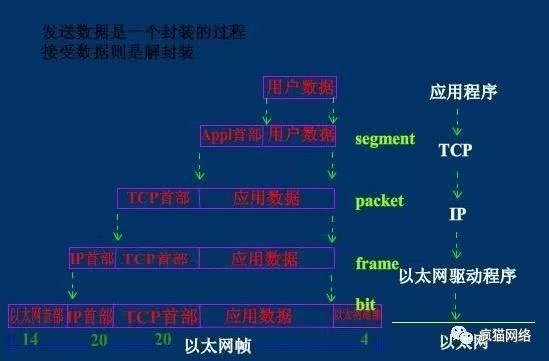 发送数据是一个封装的过程
接受数据则是解封装
用户数据
应用程序
Appl首部 用户数据
segment
TCP
TCP首部 应用数据
packet
IP
IP首部 TCP首部 应用数据
frame
以太网驱动程序
bit
以太网首部 IP首部 TCP首部 应用数据 以太网尾部
14 20 20 以太网帧 4 以太网
疯猫网络